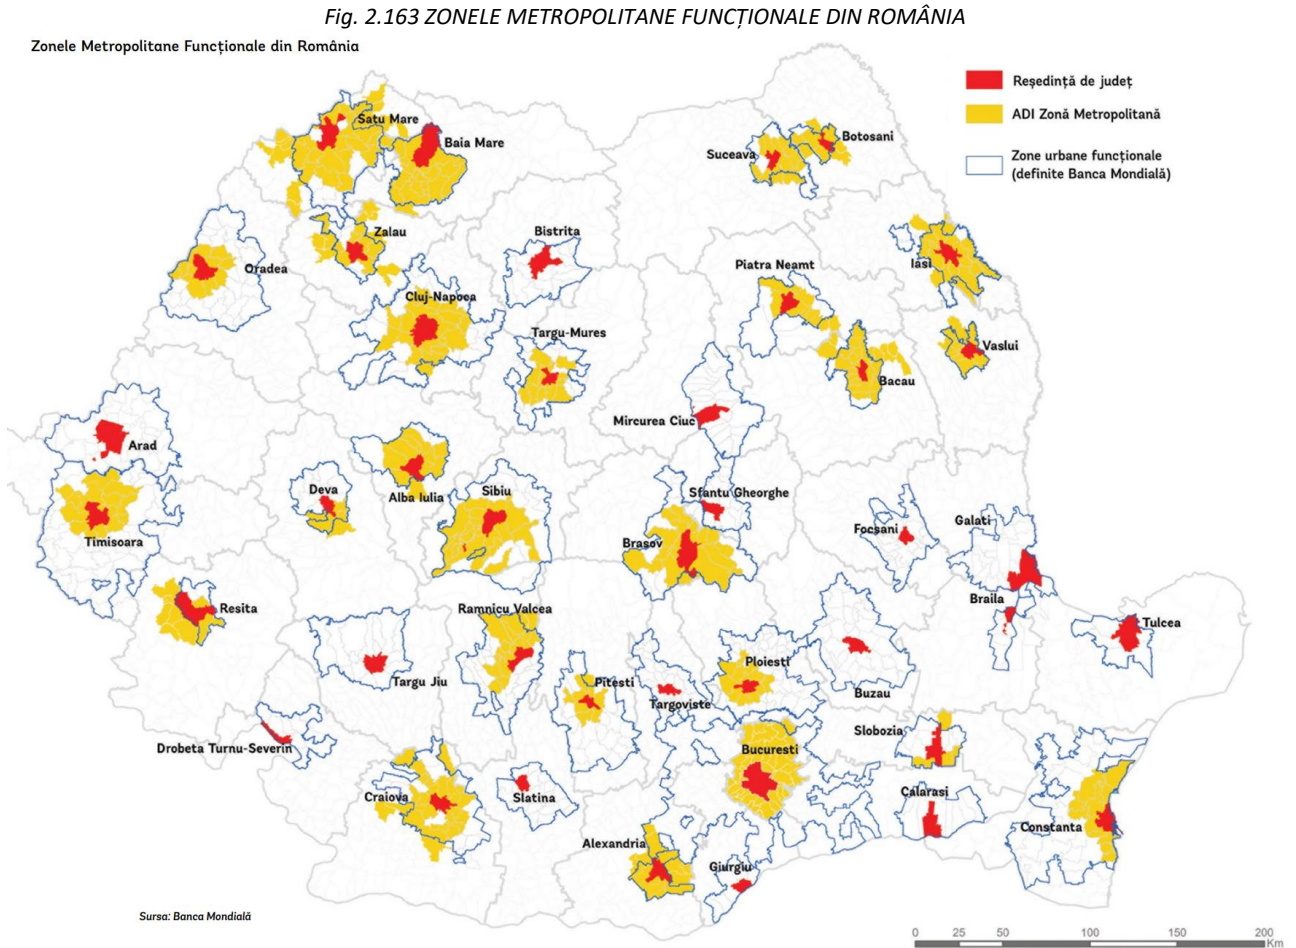 Fig. 2.163 ZONELE METROPOLITANE FUNCȚIONALE DIN ROMÂNIA
Zonele Metropolitane Funcționale din România
Reședință de județ
ADI Zonă Metropolitană
Zone urbane funcționale
(definite Banca Mondială)
Satu Mare
Baia Mare
Suceava
Botosani
Zalau
Bistrita
Oradea
Iasi
Piatra Neamt
Cluj-Napoca
Targu-Mures
Vaslui
Bacau
Mircurea Ciuc
Arad
Deva
Alba Iulia
Sibiu
Sfantu Gheorghe
Focsani
Galati
Timisoara
Brasov
Braila
Resita
Ramnicu Valcea
Tulcea
Targu Jiu
Pitesti
Ploiesti
Targoviste
Buzau
Drobeta Turnu-Severin
Bucuresti
Slobozia
Craiova
Slatina
Calarasi
Constanta
Alexandria
Giurgiu
Sursa: Banca Mondială
0 25 50 100 150 200
Km